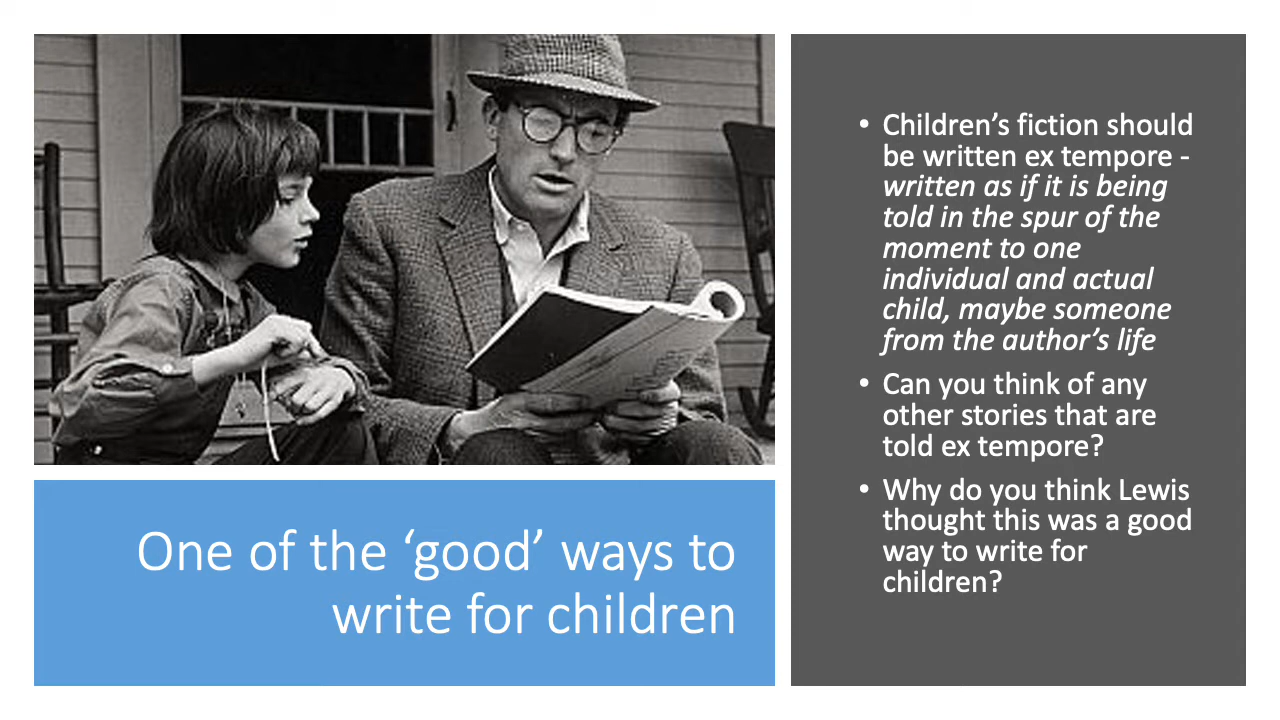 One of the ‘good’ ways to
write for children
• Children’s fiction should
be written ex tempore -
written as if it is being
told in the spur of the
moment to one
individual and actual
child, maybe someone
from the author’s life
• Can you think of any
other stories that are
told ex tempore?
• Why do you think Lewis
thought this was a good
way to write for
children?